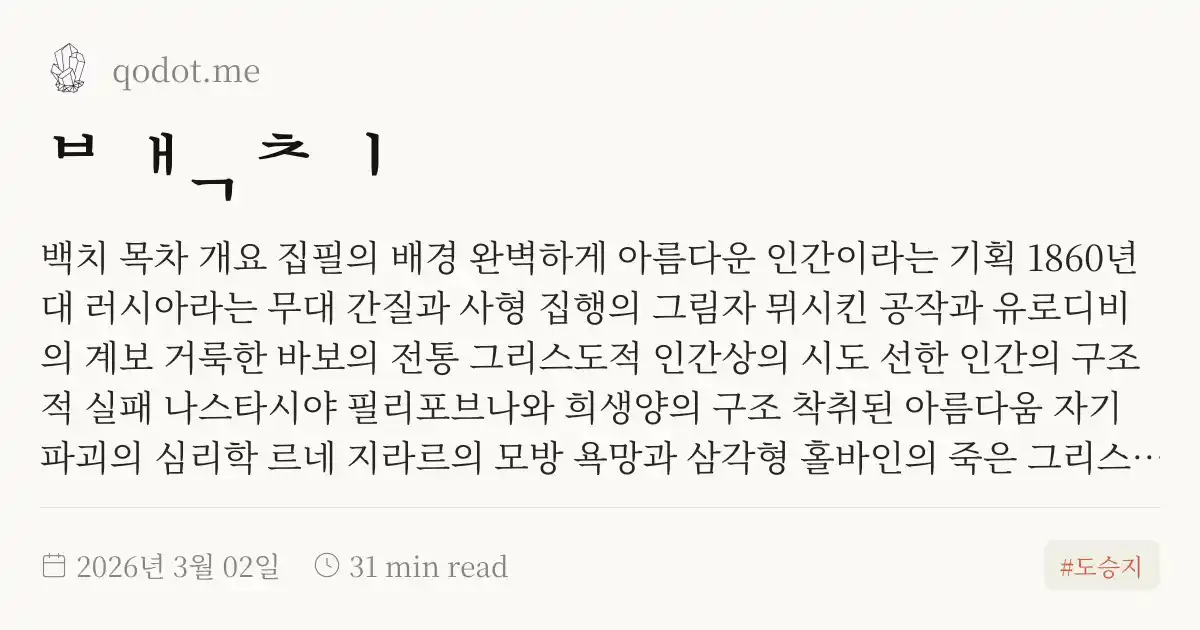 qodot.me
ㅂㅐㄱㅊㅣ
백치 목차 개요 집필의 배경 완벽하게 아름다운 인간이라는 기획 1860년
대 러시아라는 무대 간질과 사형 집행의 그림자 뮈시킨 공작과 유로디비
의 계보 거룩한 바보의 전통 그리스도적 인간상의 시도 선한 인간의 구조
적 실패 나스타시야 필리포브나와 희생양의 구조 착취된 아름다움 자기
파괴의 심리학 르네 지라르의 모방 욕망과 삼각형 홀바인의 죽은 그리스…
2026년 3월 02일 31 min read
#도승지